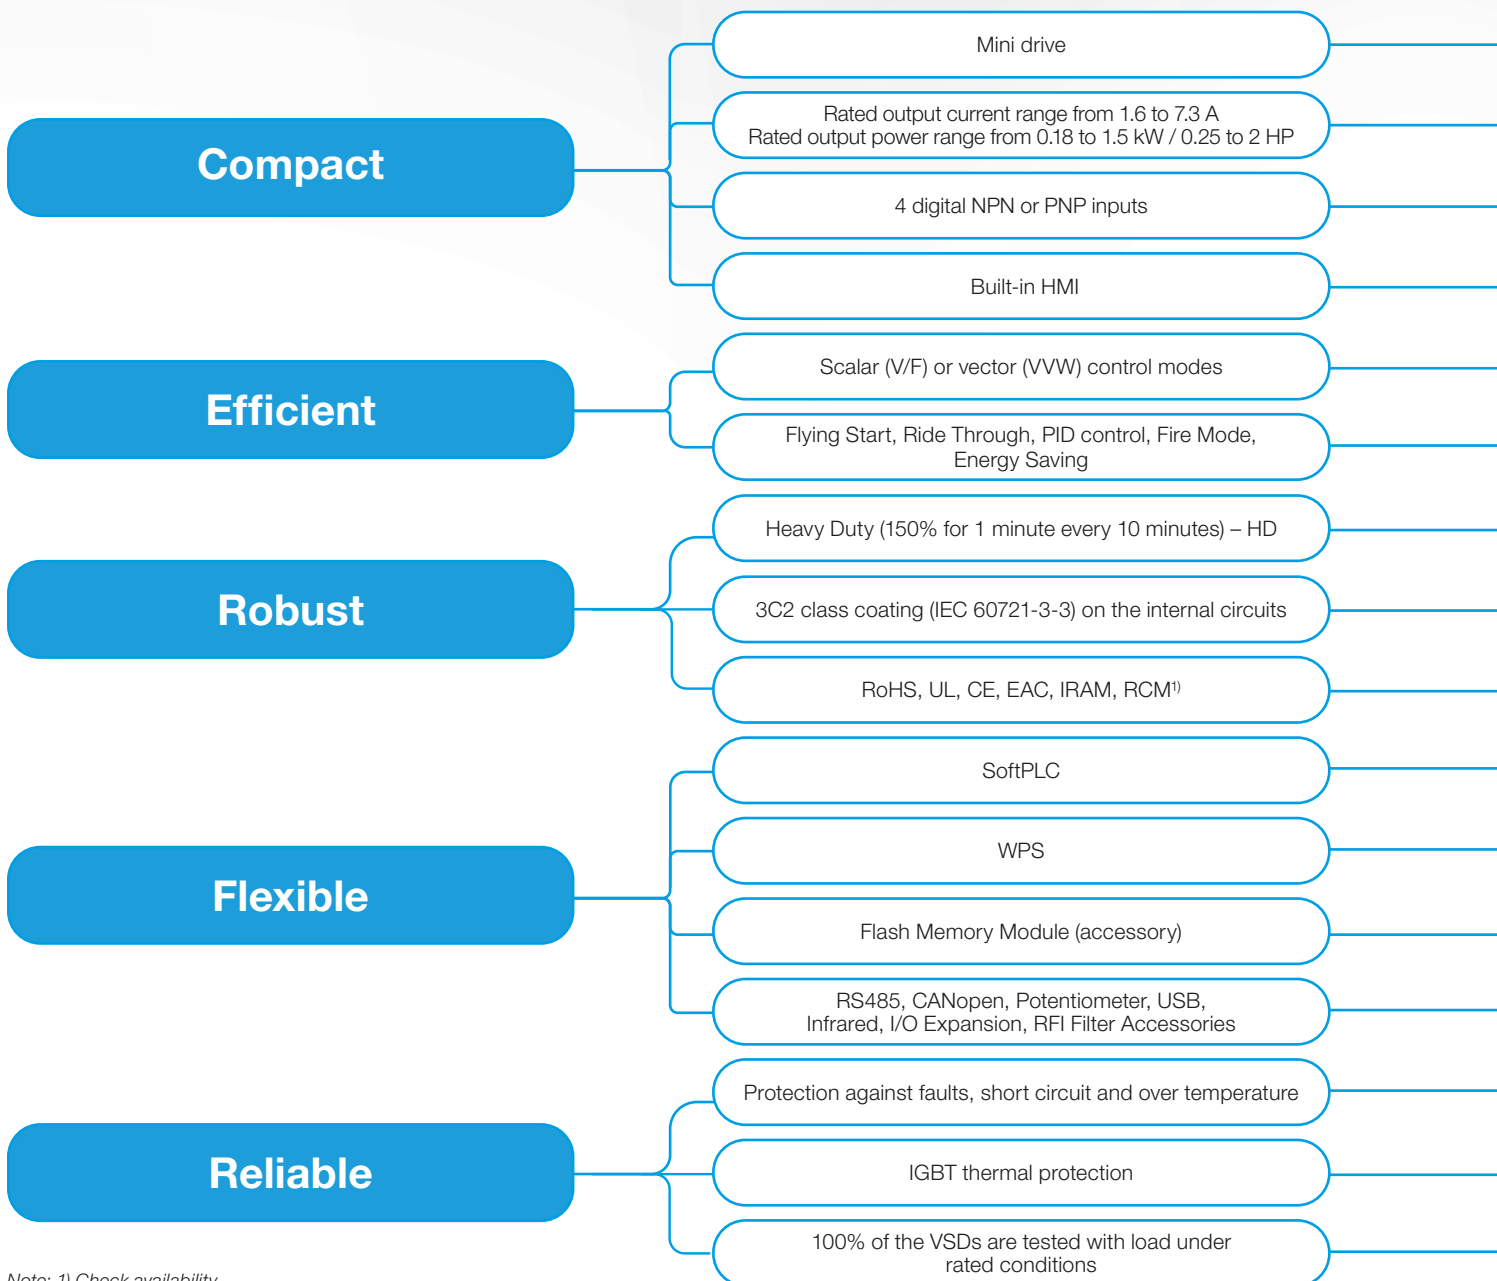 Compact
Mini drive
Rated output current range from 1.6 to 7.3 A
Rated output power range from 0.18 to 1.5 kW / 0.25 to 2 HP
4 digital NPN or PNP inputs
Built-in HMI
Efficient
Scalar (V/F) or vector (VVW) control modes
Flying Start, Ride Through, PID control, Fire Mode,
Energy Saving
Robust
Heavy Duty (150% for 1 minute every 10 minutes) – HD
3C2 class coating (IEC 60721-3-3) on the internal circuits
RoHS, UL, CE, EAC, IRAM, RCM¹⁾
Flexible
SoftPLC
WPS
Flash Memory Module (accessory)
RS485, CANopen, Potentiometer, USB,
Infrared, I/O Expansion, RFI Filter Accessories
Reliable
Protection against faults, short circuit and over temperature
IGBT thermal protection
100% of the VSDs are tested with load under
rated conditions
Note: 1) Check availability